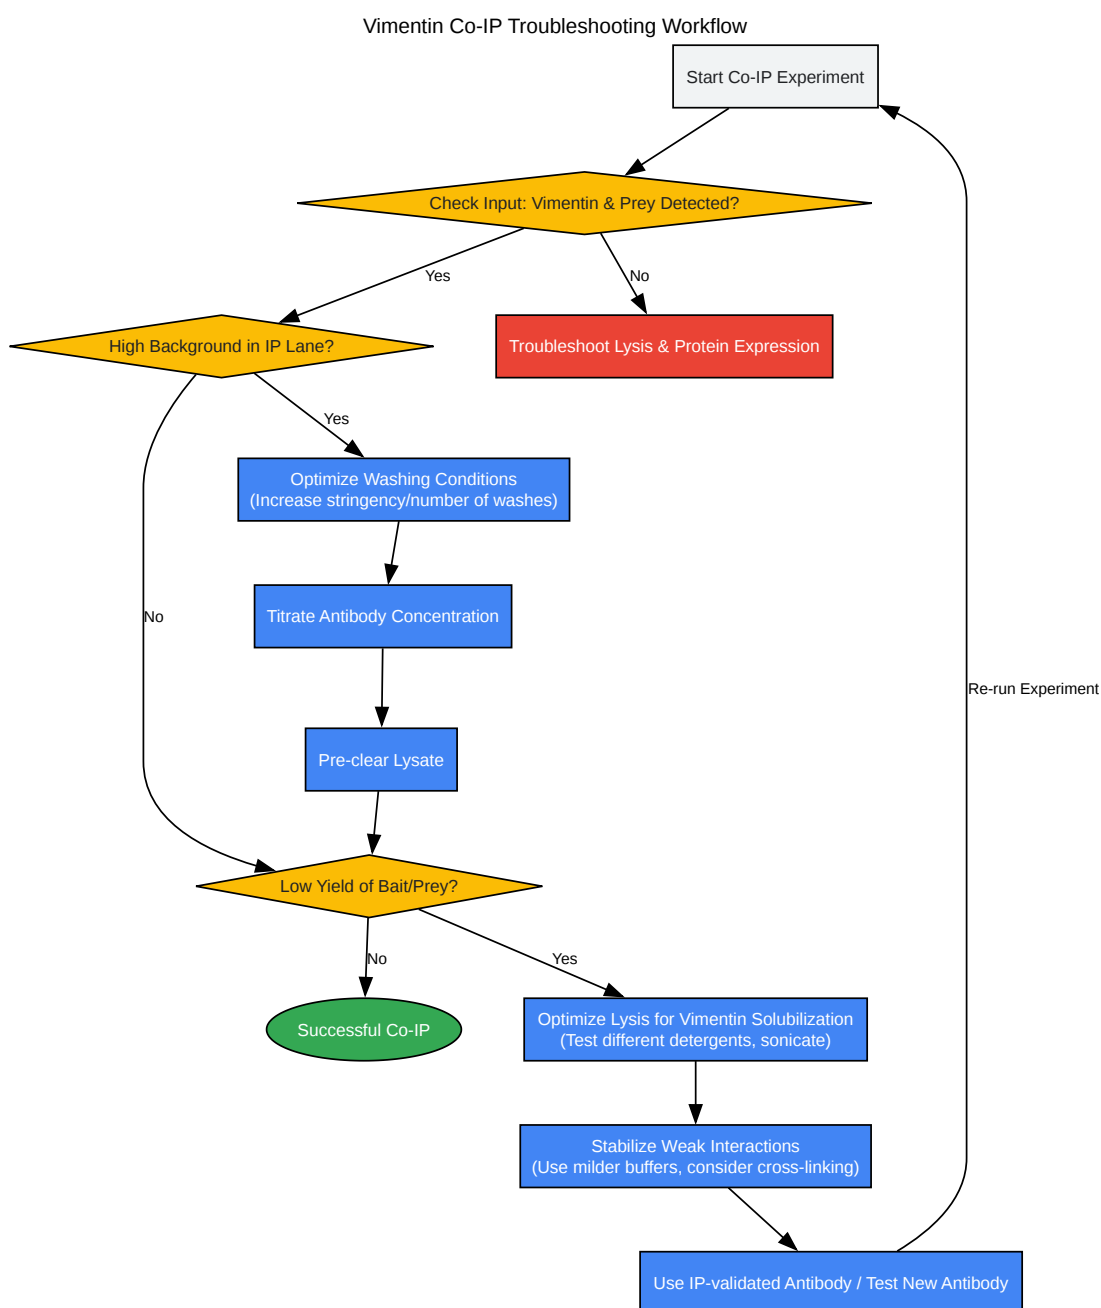 Vimentin Co-IP Troubleshooting Workflow
Start Co-IP Experiment
Check Input: Vimentin & Prey Detected?
Yes
No
High Background in IP Lane?
Troubleshoot Lysis & Protein Expression
Yes
Optimize Washing Conditions
(Increase stringency/number of washes)
No
Titrate Antibody Concentration
Re-run Experiment
Pre-clear Lysate
Low Yield of Bait/Prey?
No
Yes
Successful Co-IP
Optimize Lysis for Vimentin Solubilization
(Test different detergents, sonicate)
Stabilize Weak Interactions
(Use milder buffers, consider cross-linking)
Use IP-validated Antibody / Test New Antibody